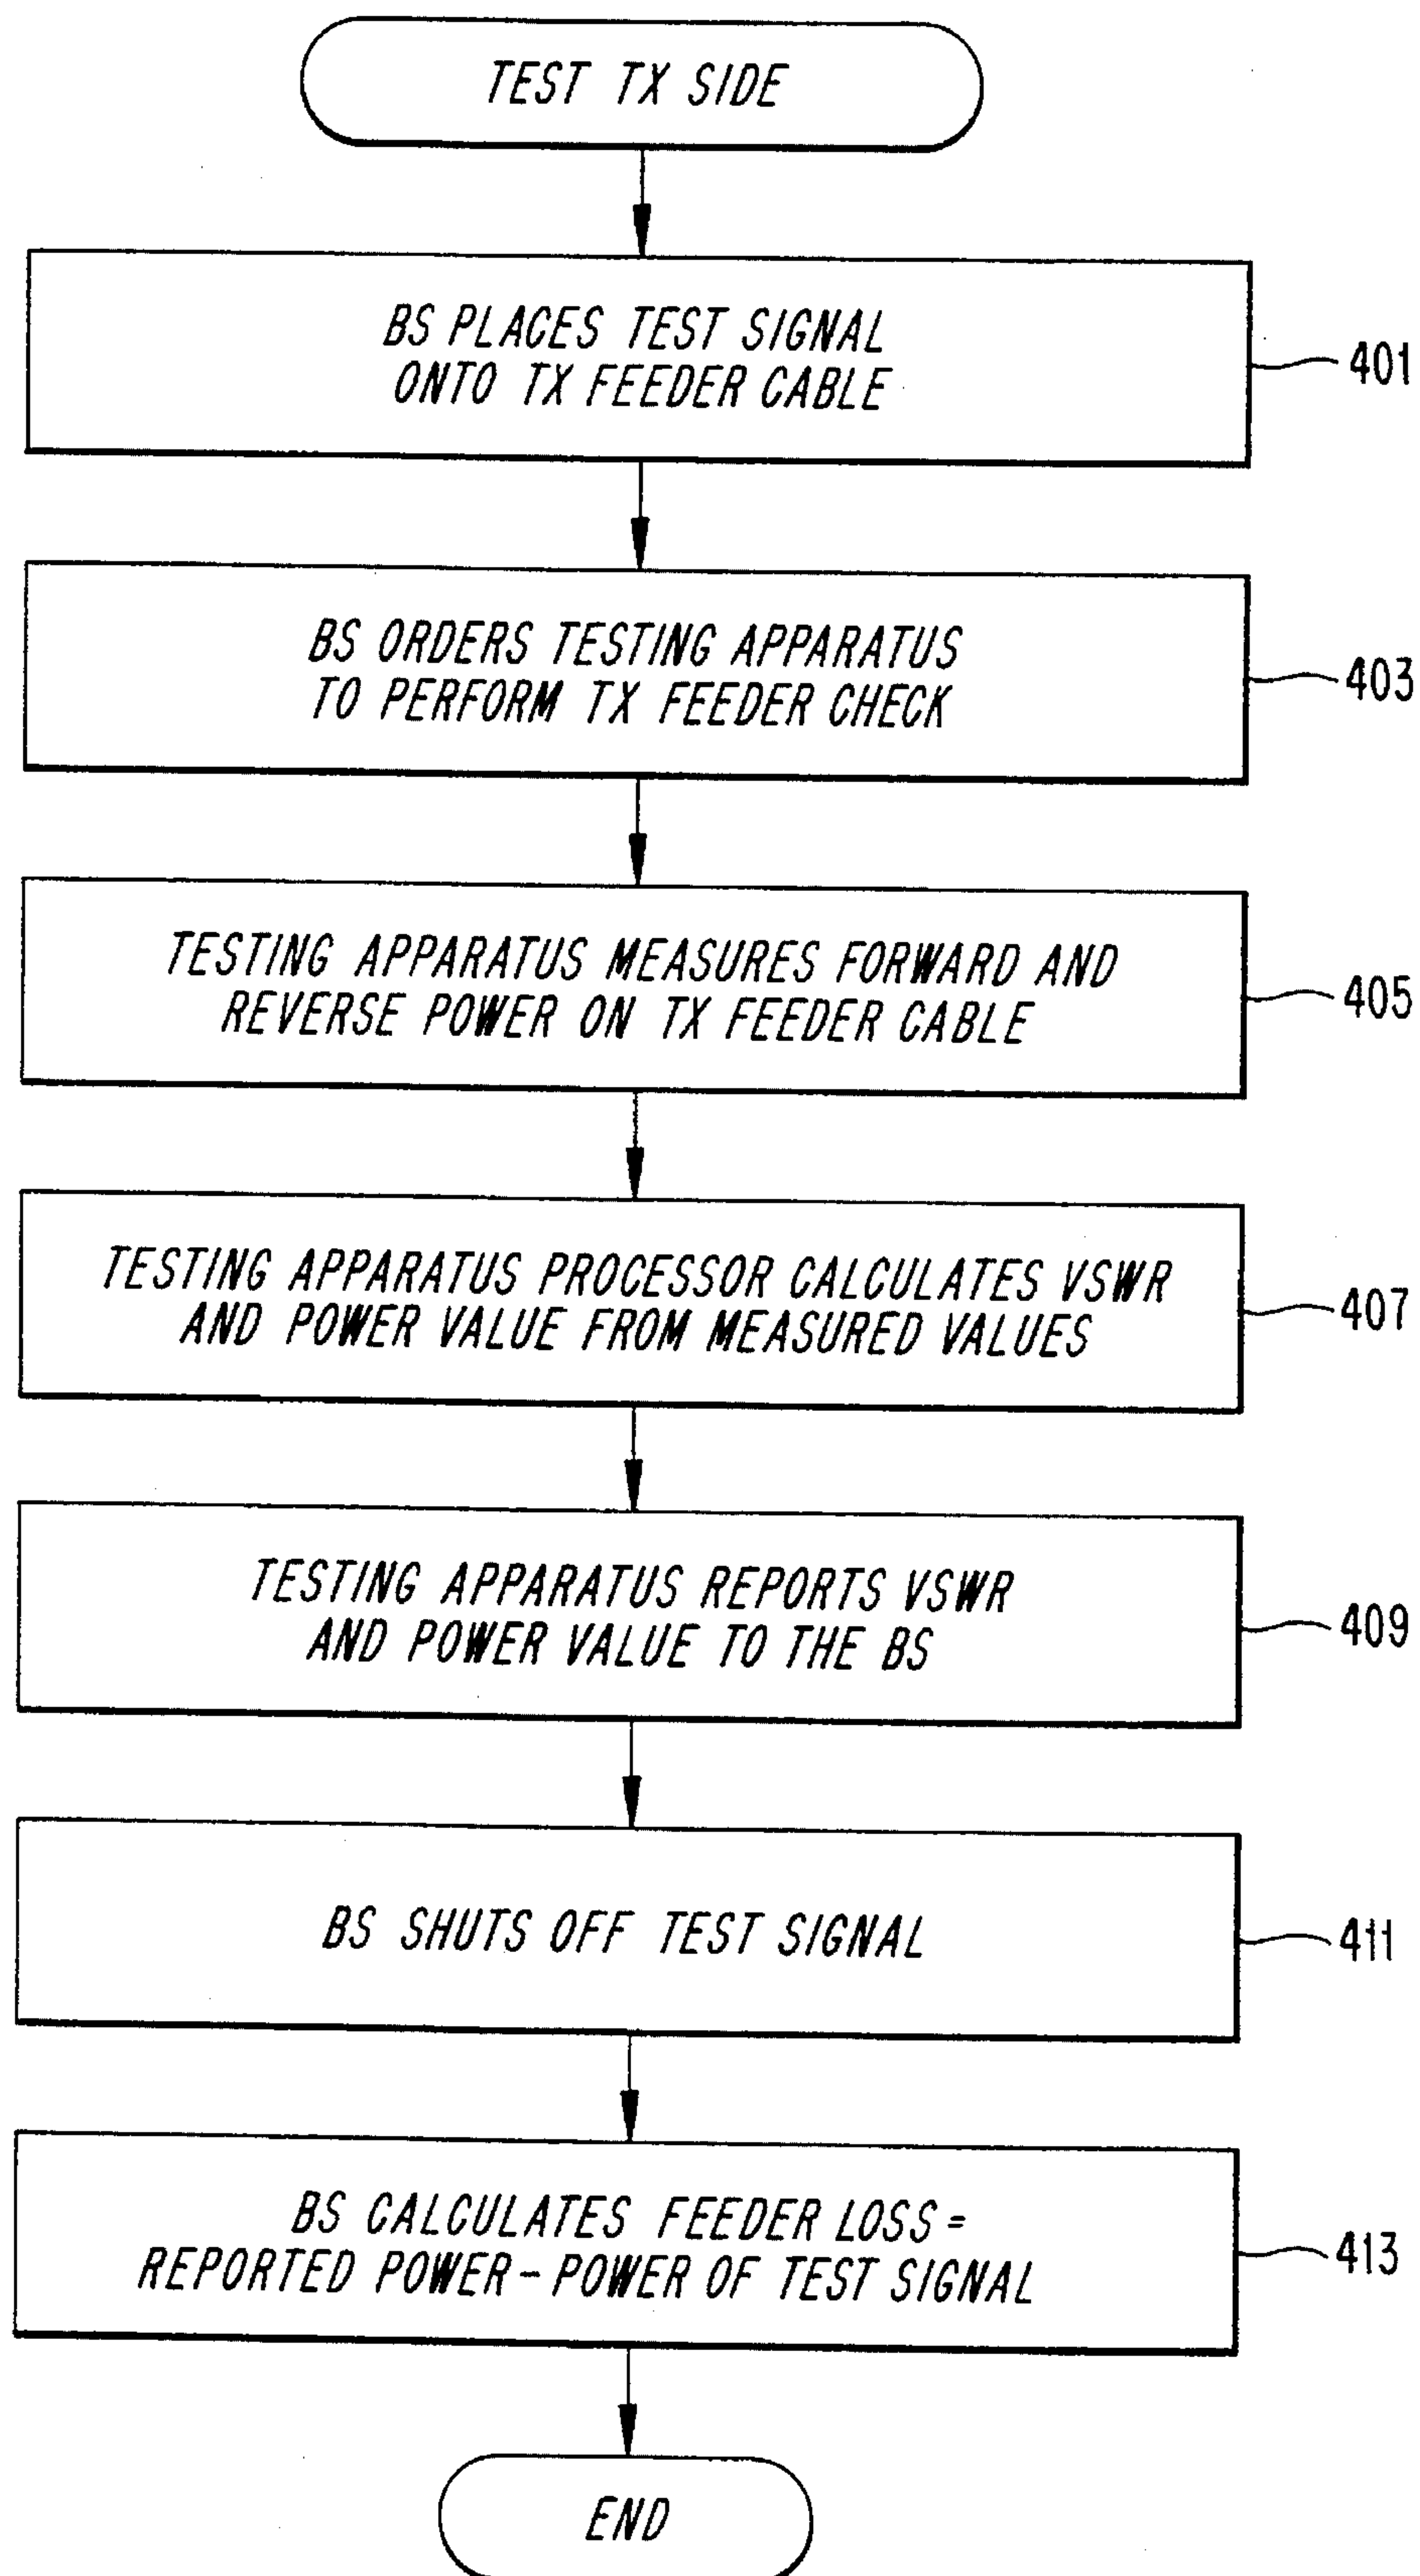 TEST TX SIDE
BS PLACES TEST SIGNAL
ONTO TX FEEDER CABLE
401
BS ORDERS TESTING APPARATUS
TO PERFORM TX FEEDER CHECK
403
TESTING APPARATUS MEASURES FORWARD AND
REVERSE POWER ON TX FEEDER CABLE
405
TESTING APPARATUS PROCESSOR CALCULATES VSWR
AND POWER VALUE FROM MEASURED VALUES
407
TESTING APPARATUS REPORTS VSWR
AND POWER VALUE TO THE BS
409
BS SHUTS OFF TEST SIGNAL
411
BS CALCULATES FEEDER LOSS =
REPORTED POWER - POWER OF TEST SIGNAL
413
END